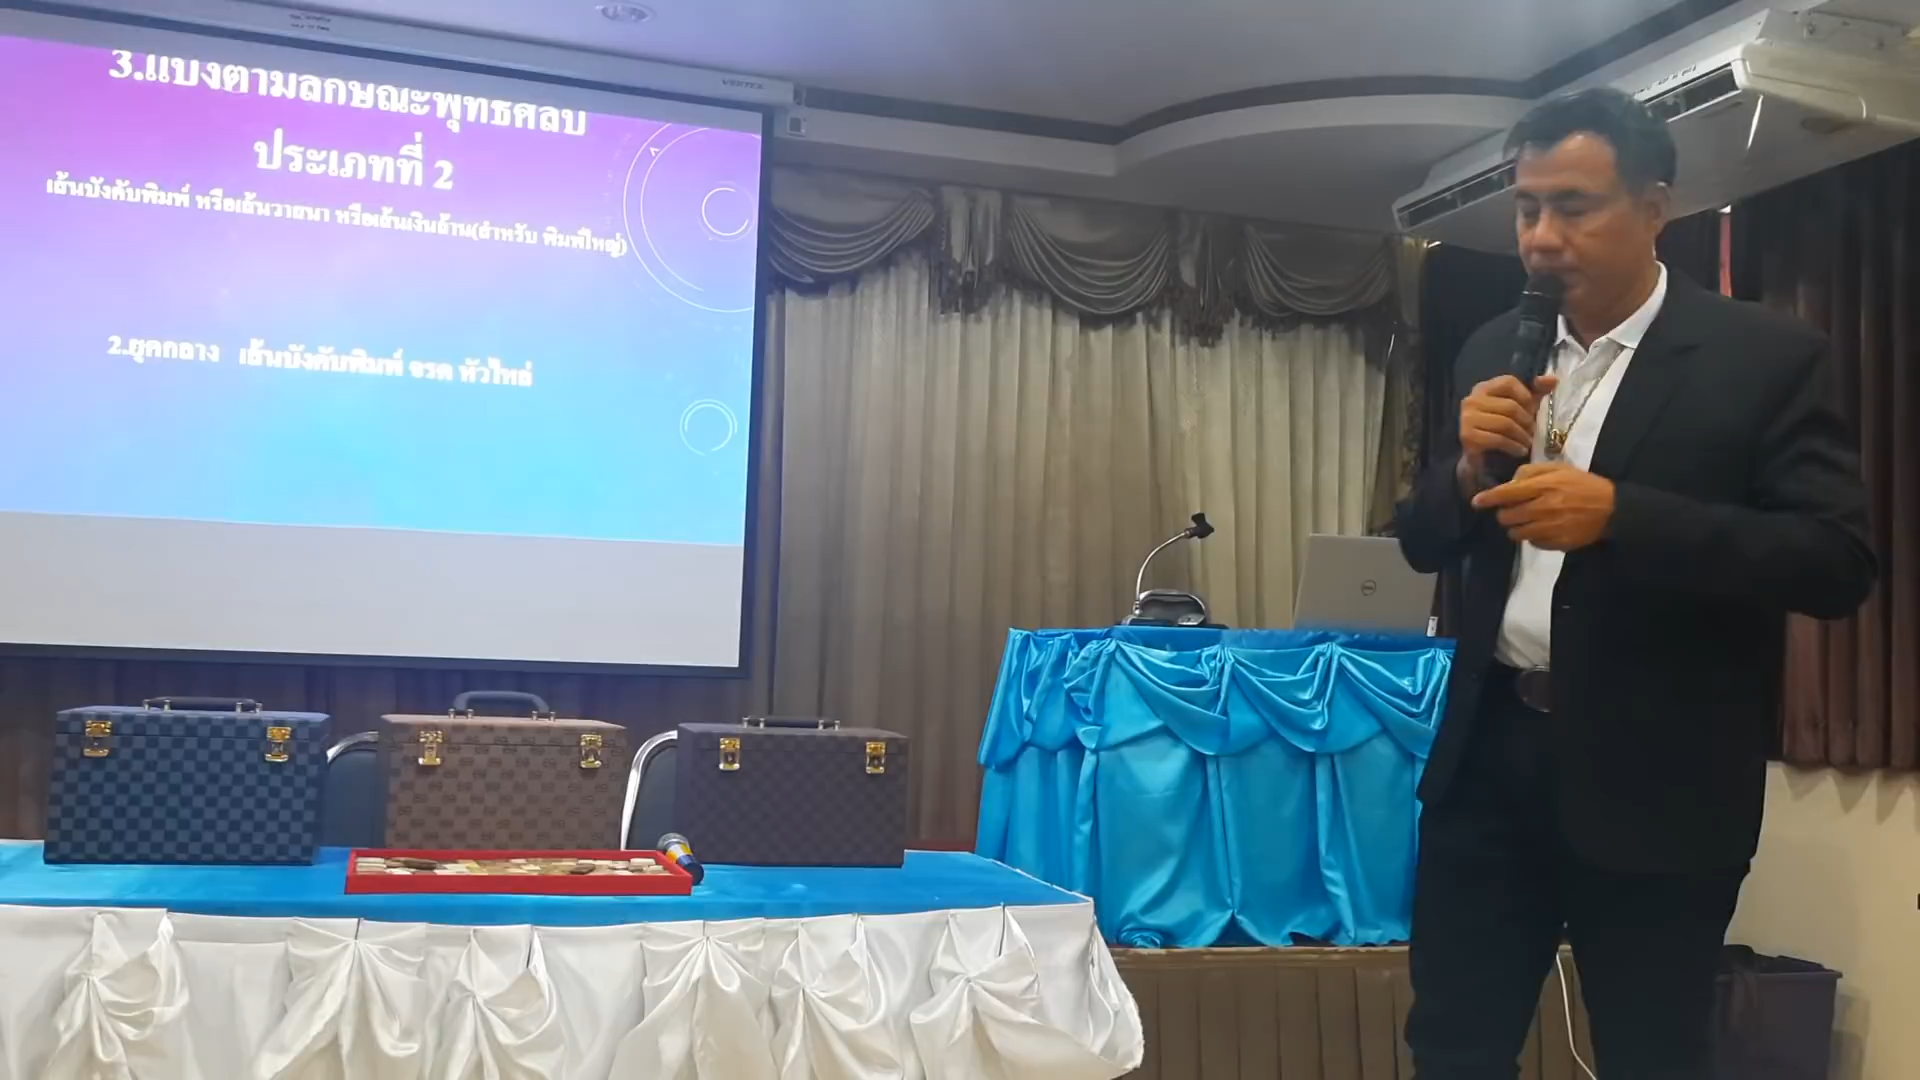 3.แบ่งตามลักษณะพุทธศิลป์
ประเภทที่ 2
เส้นบังคับพิมพ์ หรือเส้นวาสนา หรือเส้นเงินล้าน(สำหรับ พิมพ์ใหญ่)
2.ยุคกลาง เส้นบังคับพิมพ์ จรด หัวไหล่
VERTEX
DELL